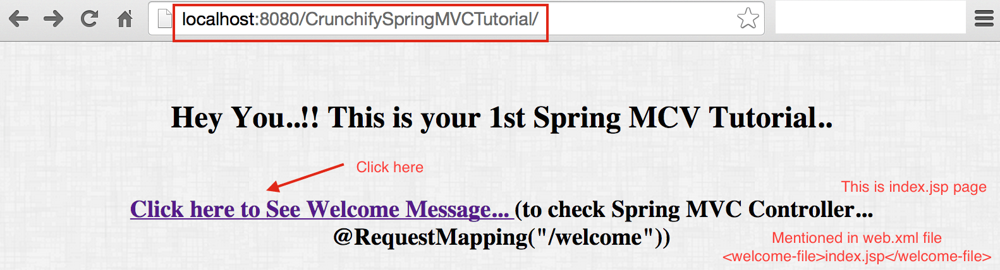 localhost:8080/CrunchifySpringMVCTutorial/
Hey You..!! This is your 1st Spring MCV Tutorial..
Click here
This is index.jsp page
Click here to See Welcome Message... (to check Spring MVC Controller...
@RequestMapping("/welcome"))
Mentioned in web.xml file
<welcome-file>index.jsp</welcome-file>